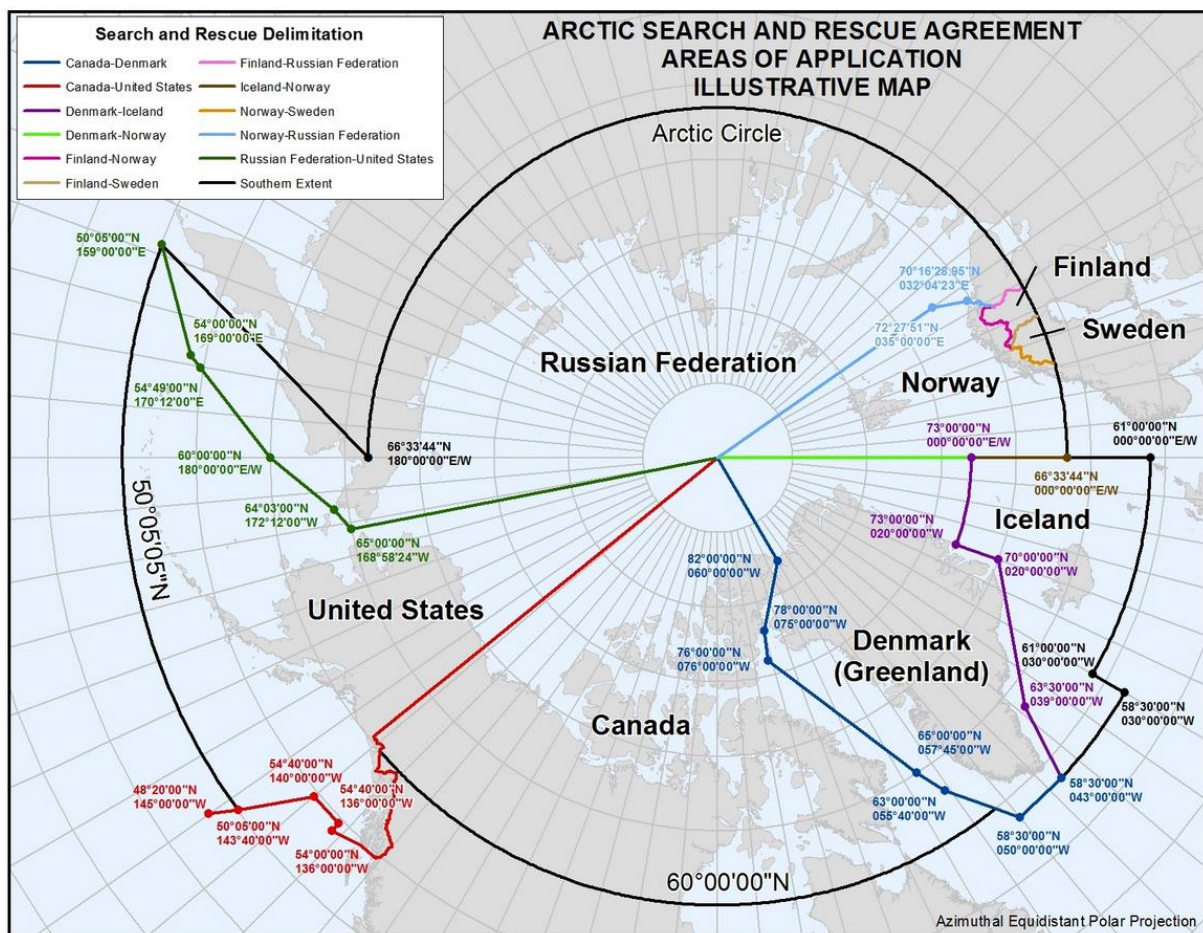 ARCTIC SEARCH AND RESCUE AGREEMENT
AREAS OF APPLICATION
ILLUSTRATIVE MAP
Search and Rescue Delimitation
Canada-Denmark
Canada-United States
Denmark-Iceland
Denmark-Norway
Finland-Norway
Finland-Sweden
Finland-Russian Federation
Iceland-Norway
Norway-Sweden
Norway-Russian Federation
Russian Federation-United States
Southern Extent
Arctic Circle
50°05'00"N
159°00'00"E
54°00'00"N
169°00'00"E
54°49'00"N
170°12'00"E
60°00'00"N
180°00'00"E/W
64°03'00"N
172°12'00"W
65°00'00"N
168°58'24"W
66°33'44"N
180°00'00"E/W
50°05'05"N
Russian Federation
70°16'28.95"N
032°04'23"E
72°27'51"N
035°00'00"E
Finland
Sweden
Norway
73°00'00"N
000°00'00"E/W
61°00'00"N
000°00'00"E/W
66°33'44"N
000°00'00"E/W
Iceland
73°00'00"N
020°00'00"W
70°00'00"N
020°00'00"W
82°00'00"N
060°00'00"W
78°00'00"N
075°00'00"W
76°00'00"N
076°00'00"W
United States
Denmark
(Greenland)
61°00'00"N
030°00'00"W
58°30'00"N
030°00'00"W
63°30'00"N
039°00'00"W
Canada
65°00'00"N
057°45'00"W
63°00'00"N
055°40'00"W
58°30'00"N
043°00'00"W
58°30'00"N
050°00'00"W
48°20'00"N
145°00'00"W
50°05'00"N
143°40'00"W
54°40'00"N
140°00'00"W
54°40'00"N
136°00'00"W
54°00'00"N
136°00'00"W
60°00'00"N
Azimuthal Equidistant Polar Projection